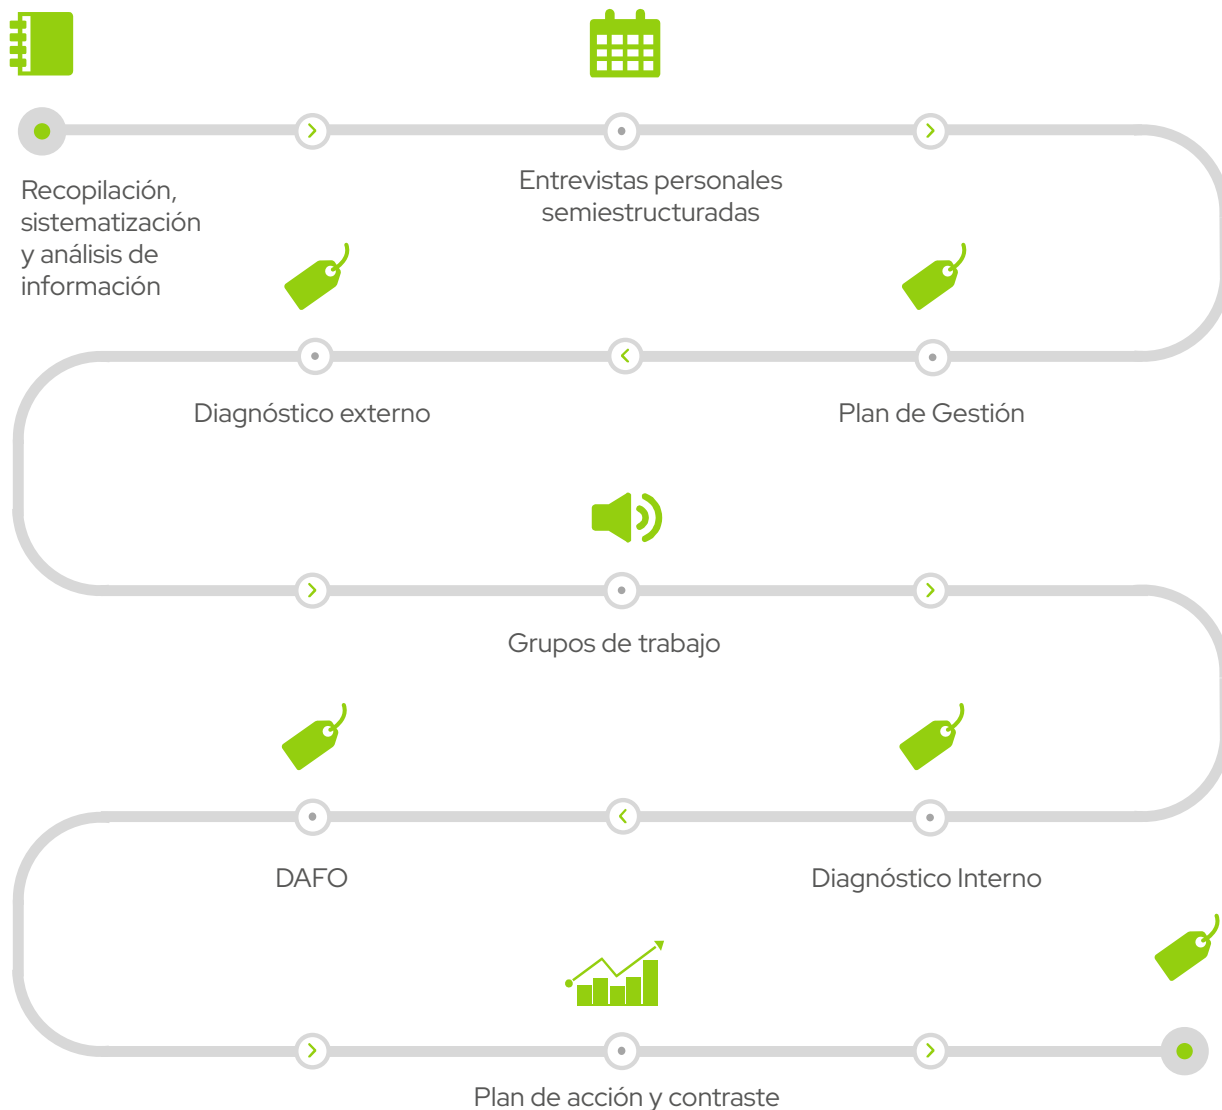 Recopilación,
sistematización
y análisis de
información
Entrevistas personales
semiestructuradas
Diagnóstico externo
Plan de Gestión
Grupos de trabajo
DAFO
Diagnóstico Interno
Plan de acción y contraste